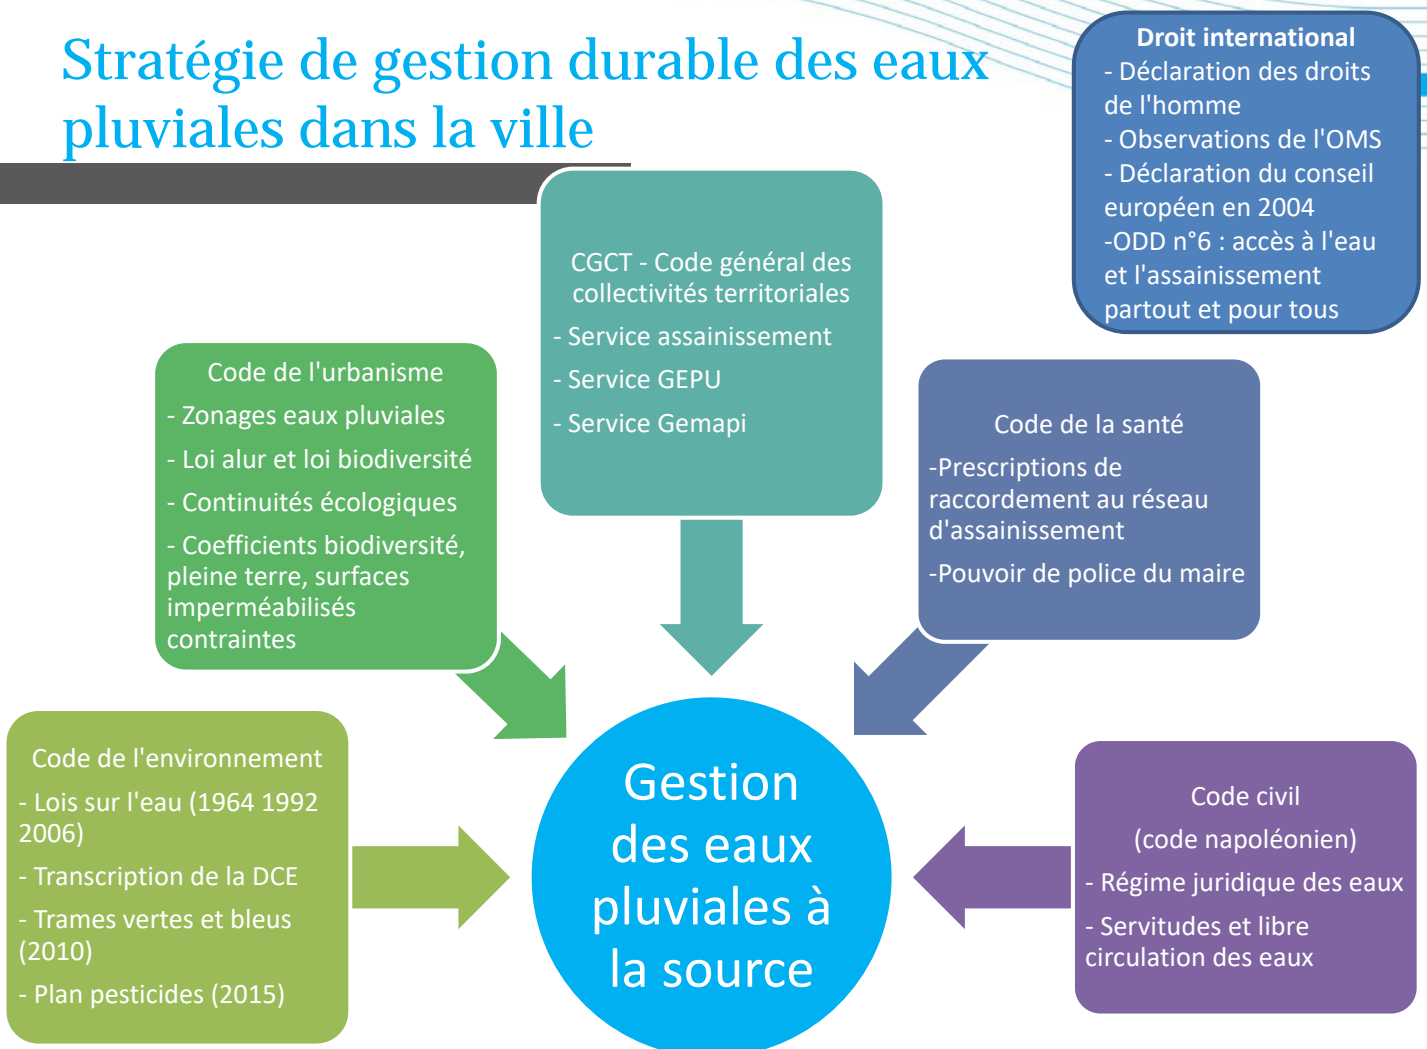 Stratégie de gestion durable des eaux
pluviales dans la ville
Droit international
- Déclaration des droits
de l'homme
- Observations de l'OMS
- Déclaration du conseil
européen en 2004
-ODD n°6 : accès à l'eau
et l'assainissement
partout et pour tous
CGCT - Code général des
collectivités territoriales
- Service assainissement
- Service GEPU
- Service Gemapi
Code de l'urbanisme
- Zonages eaux pluviales
- Loi alur et loi biodiversité
- Continuités écologiques
- Coefficients biodiversité,
pleine terre, surfaces
imperméabilisés
contraintes
Code de la santé
-Prescriptions de
raccordement au réseau
d'assainissement
-Pouvoir de police du maire
Code de l'environnement
- Lois sur l'eau (1964 1992
2006)
- Transcription de la DCE
- Trames vertes et bleus
(2010)
- Plan pesticides (2015)
Gestion
des eaux
pluviales à
la source
Code civil
(code napoléonien)
- Régime juridique des eaux
- Servitudes et libre
circulation des eaux